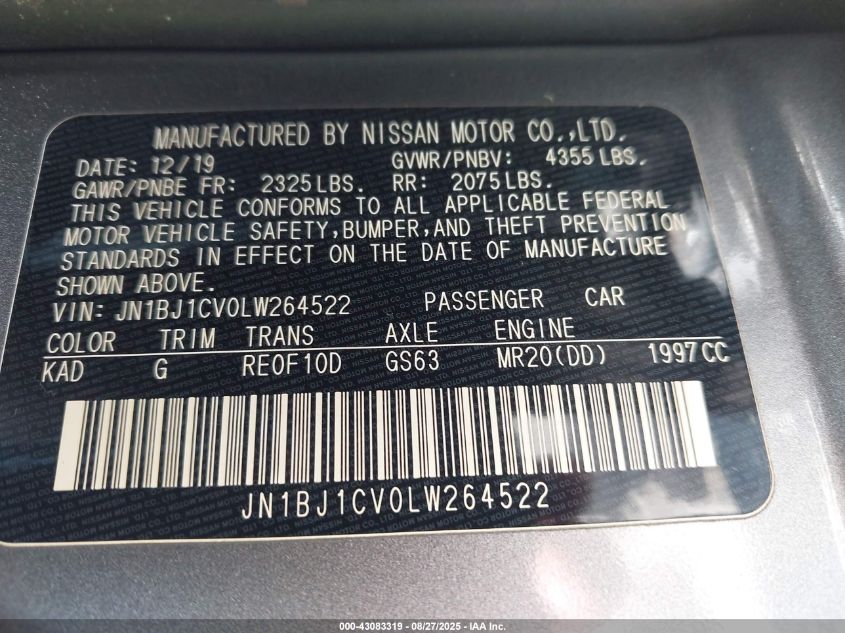 MANUFACTURED BY NISSAN MOTOR CO.,LTD.
DATE: 12/19 GVWR/PNBV: 4355 LBS.
GAWR/PNBE FR: 2325 LBS. RR: 2075 LBS.
THIS VEHICLE CONFORMS TO ALL APPLICABLE FEDERAL
MOTOR VEHICLE SAFETY, BUMPER, AND THEFT PREVENTION
STANDARDS IN EFFECT ON THE DATE OF MANUFACTURE
SHOWN ABOVE.
VIN: JN1BJ1CV0LW264522 PASSENGER CAR
COLOR TRIM TRANS AXLE ENGINE
KAD G RE0F10D GS63 MR20(DD) 1997 CC
JN1BJ1CV0LW264522
000-43083319 - 08/27/2025 - IAA Inc.